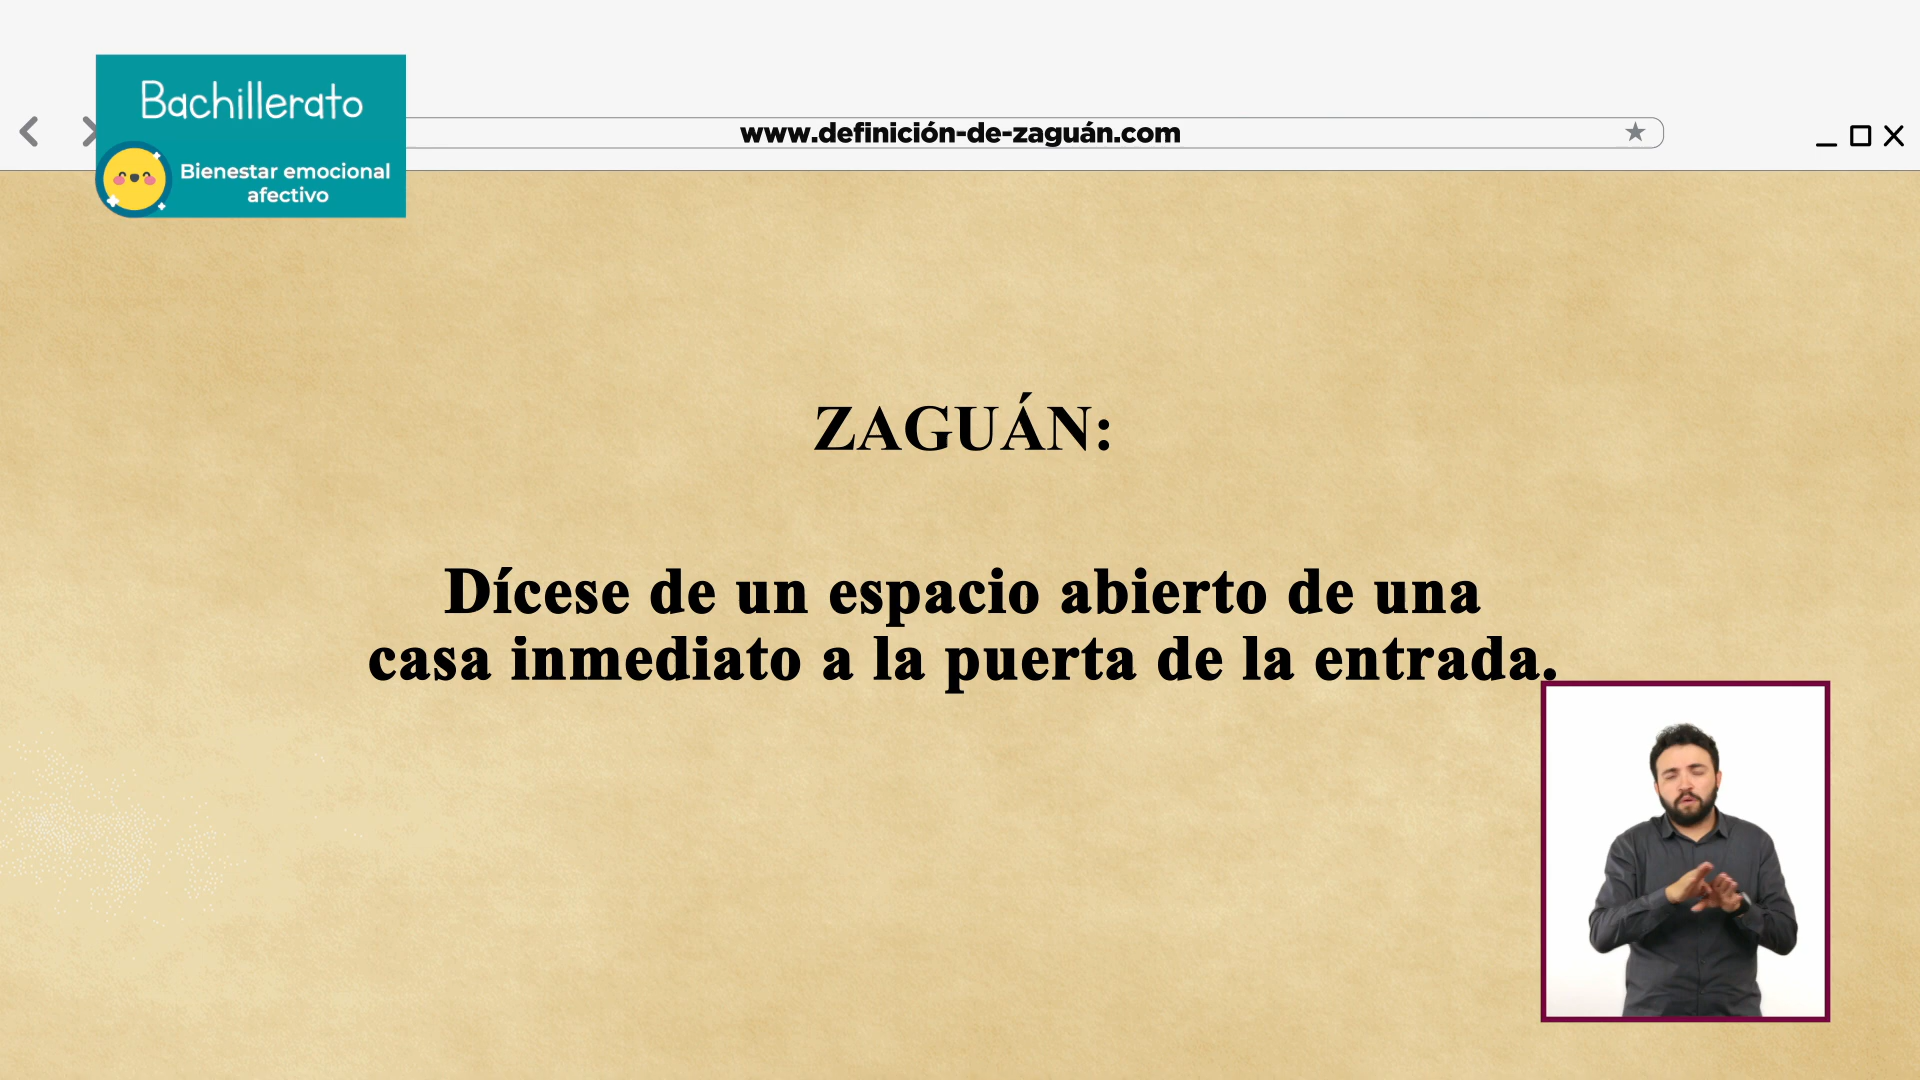 Bachillerato
Bienestar emocional
afectivo
www.definición-de-zaguán.com
ZAGUÁN:
Dícese de un espacio abierto de una
casa inmediato a la puerta de la entrada.